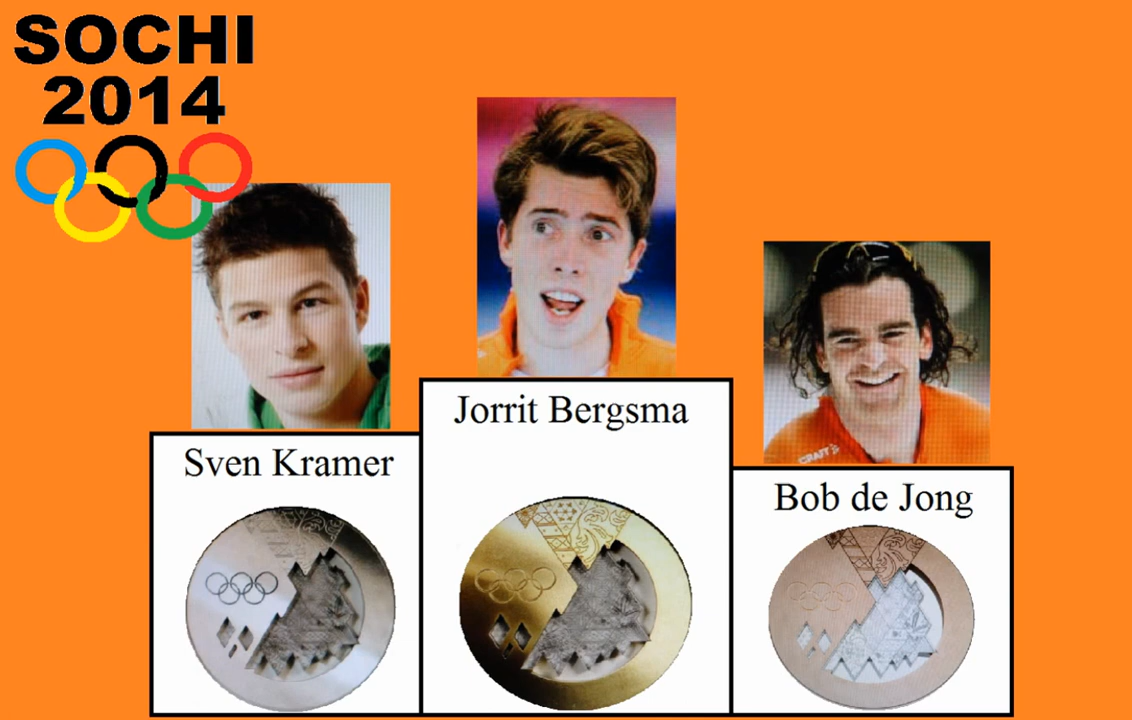 SOCHI
2014
Jorrit Bergsma
Sven Kramer
Bob de Jong
CRAFT